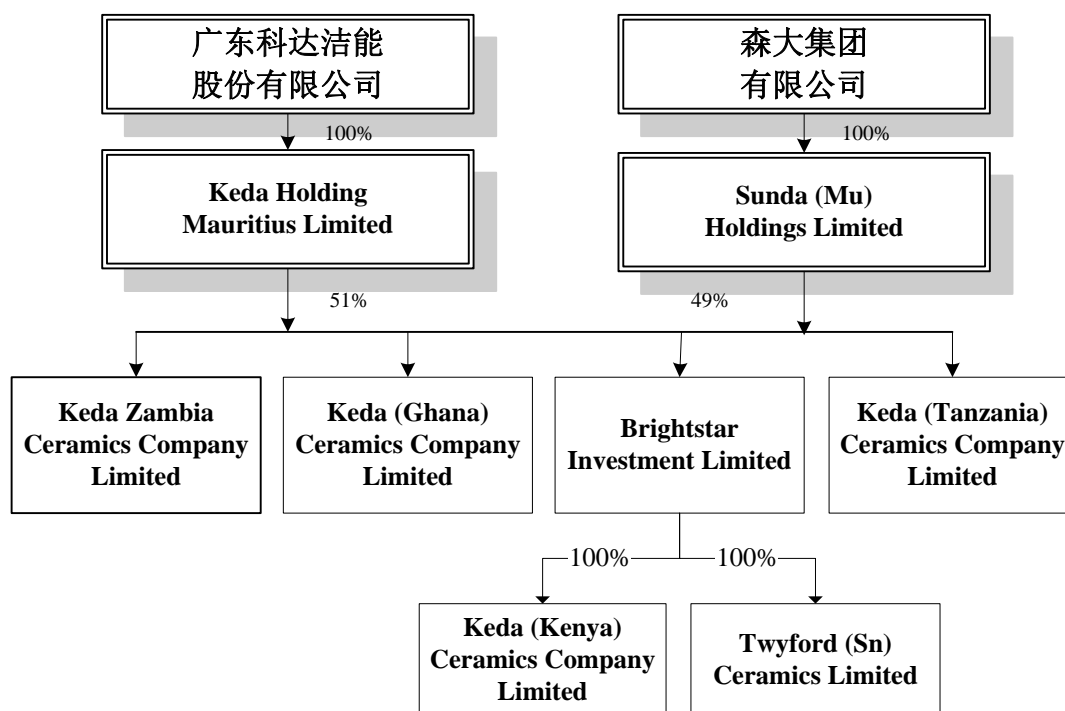 广东科达洁能
股份有限公司
森大集团
有限公司
100%
100%
Keda Holding
Mauritius Limited
Sunda (Mu)
Holdings Limited
51%
49%
Keda Zambia
Ceramics Company
Limited
Keda (Ghana)
Ceramics Company
Limited
Brightstar
Investment Limited
Keda (Tanzania)
Ceramics Company
Limited
100%
100%
Keda (Kenya)
Ceramics Company
Limited
Twyford (Sn)
Ceramics Limited